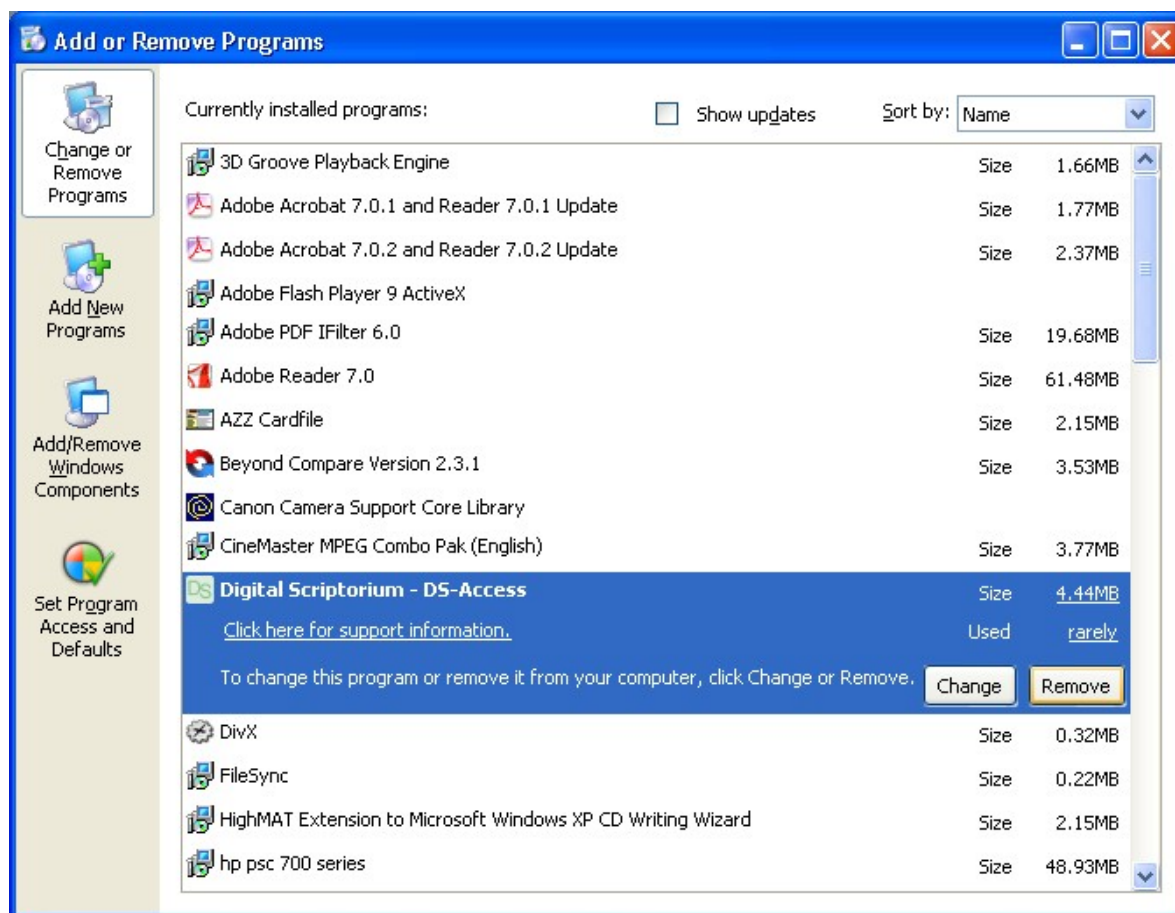 Add or Remove Programs
Change or
Remove
Programs
Add New
Programs
Add/Remove
Windows
Components
Set Program
Access and
Defaults
Currently installed programs: Show updates Sort by: Name
3D Groove Playback Engine Size 1.66MB
Adobe Acrobat 7.0.1 and Reader 7.0.1 Update Size 1.77MB
Adobe Acrobat 7.0.2 and Reader 7.0.2 Update Size 2.37MB
Adobe Flash Player 9 ActiveX
Adobe PDF IFilter 6.0 Size 19.68MB
Adobe Reader 7.0 Size 61.48MB
AZZ Cardfile Size 2.15MB
Beyond Compare Version 2.3.1 Size 3.53MB
Canon Camera Support Core Library
CineMaster MPEG Combo Pak (English) Size 3.77MB
DS Digital Scriptorium - DS-Access Size 4.44MB
Click here for support information. Used rarely
To change this program or remove it from your computer, click Change or Remove. Change Remove
DivX Size 0.32MB
FileSync Size 0.22MB
HighMAT Extension to Microsoft Windows XP CD Writing Wizard Size 2.15MB
hp psc 700 series Size 48.93MB